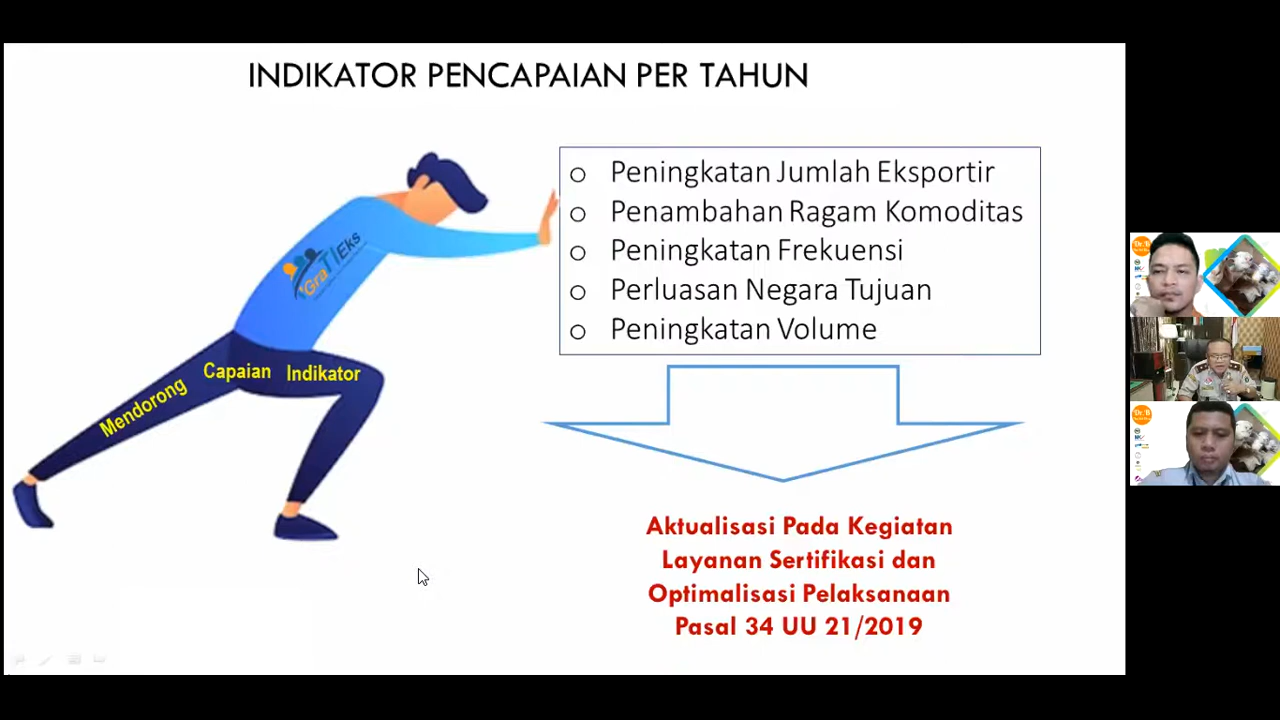 INDIKATOR PENCAPAIAN PER TAHUN
o Peningkatan Jumlah Eksportir
o Penambahan Ragam Komoditas
o Peningkatan Frekuensi
o Perluasan Negara Tujuan
o Peningkatan Volume
GraTiEks
Mendorong Capaian Indikator
Aktualisasi Pada Kegiatan
Layanan Sertifikasi dan
Optimalisasi Pelaksanaan
Pasal 34 UU 21/2019